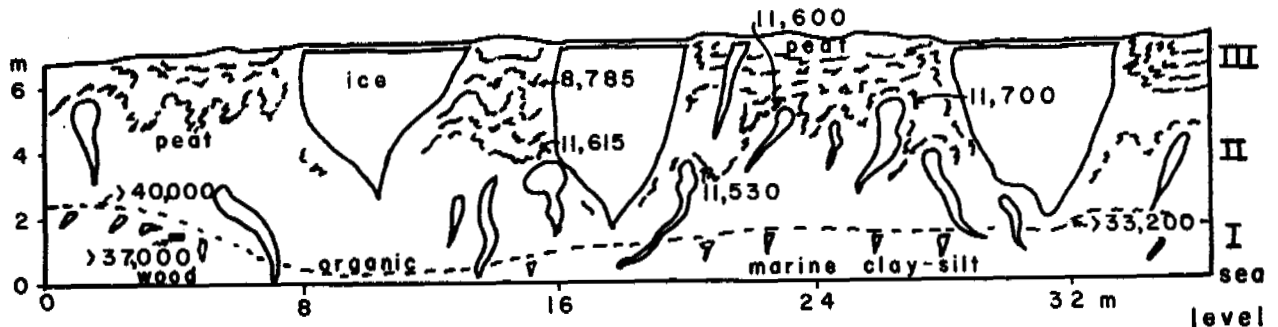 11,600
m
peat
III
6
ice
8,785
11,700
peat
11,615
4
II
>40,000
11,530
2
>33,200
I
>37,000
wood
organic
marine clay-silt
sea
level
0
0
8
16
24
32 m